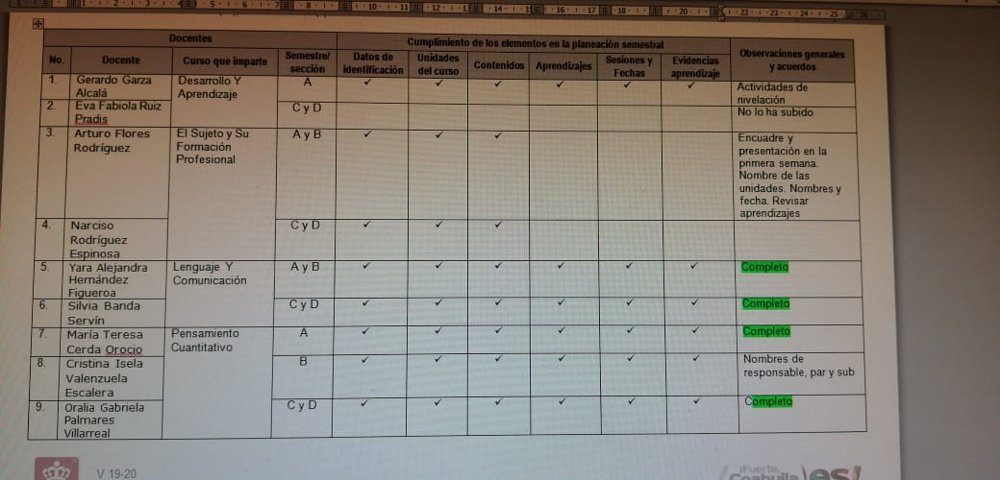 Docentes Cumplimiento de los elementos en la planeación semestral Observaciones generales y acuerdos
No. Docente Curso que imparte Semestre/ sección Datos de identificación Unidades del curso Contenidos Aprendizajes Sesiones y Fechas Evidencias aprendizaje
1. Gerardo Garza Alcalá Desarrollo Y Aprendizaje A ✓ ✓ ✓ ✓ ✓ ✓ Actividades de nivelación
2. Eva Fabiola Ruiz Pradis C y D No lo ha subido
3. Arturo Flores Rodríguez El Sujeto y Su Formación Profesional A y B ✓ ✓ ✓ Encuadre y presentación en la primera semana. Nombre de las unidades. Nombres y fecha. Revisar aprendizajes
4. Narciso Rodríguez Espinosa C y D ✓ ✓ ✓
5. Yara Alejandra Hernández Figueroa Lenguaje Y Comunicación A y B ✓ ✓ ✓ ✓ ✓ ✓ Completo
6. Silvia Banda Servín C y D ✓ ✓ ✓ ✓ ✓ ✓ Completo
7. María Teresa Cerda Orocio Pensamiento Cuantitativo A ✓ ✓ ✓ ✓ ✓ ✓ Completo
8. Cristina Isela Valenzuela Escalera B ✓ ✓ ✓ ✓ ✓ ✓ Nombres de responsable, par y sub
9. Oralia Gabriela Palmares Villarreal C y D ✓ ✓ ✓ ✓ ✓ ✓ Completo
V 19-20
¡Fuerte,
Coahuila es!